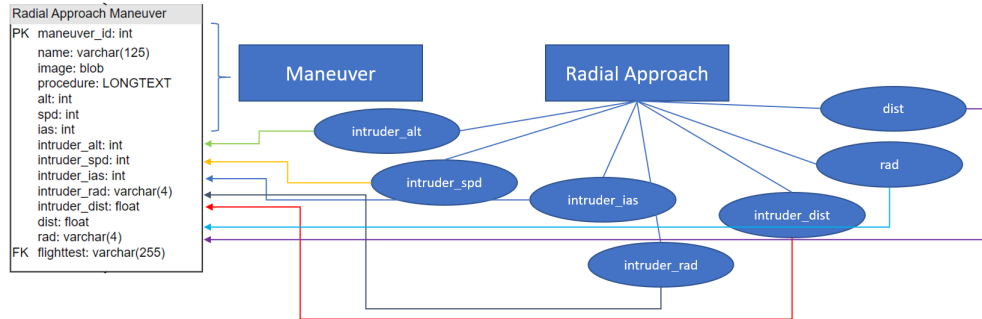 Radial Approach Maneuver
PK maneuver_id: int
name: varchar(125)
image: blob
procedure: LONGTEXT
alt: int
spd: int
ias: int
intruder_alt: int
intruder_spd: int
intruder_ias: int
intruder_rad: varchar(4)
intruder_dist: float
dist: float
rad: varchar(4)
FK flighttest: varchar(255)
Maneuver
Radial Approach
intruder_alt
intruder_spd
intruder_ias
intruder_rad
intruder_dist
rad
dist